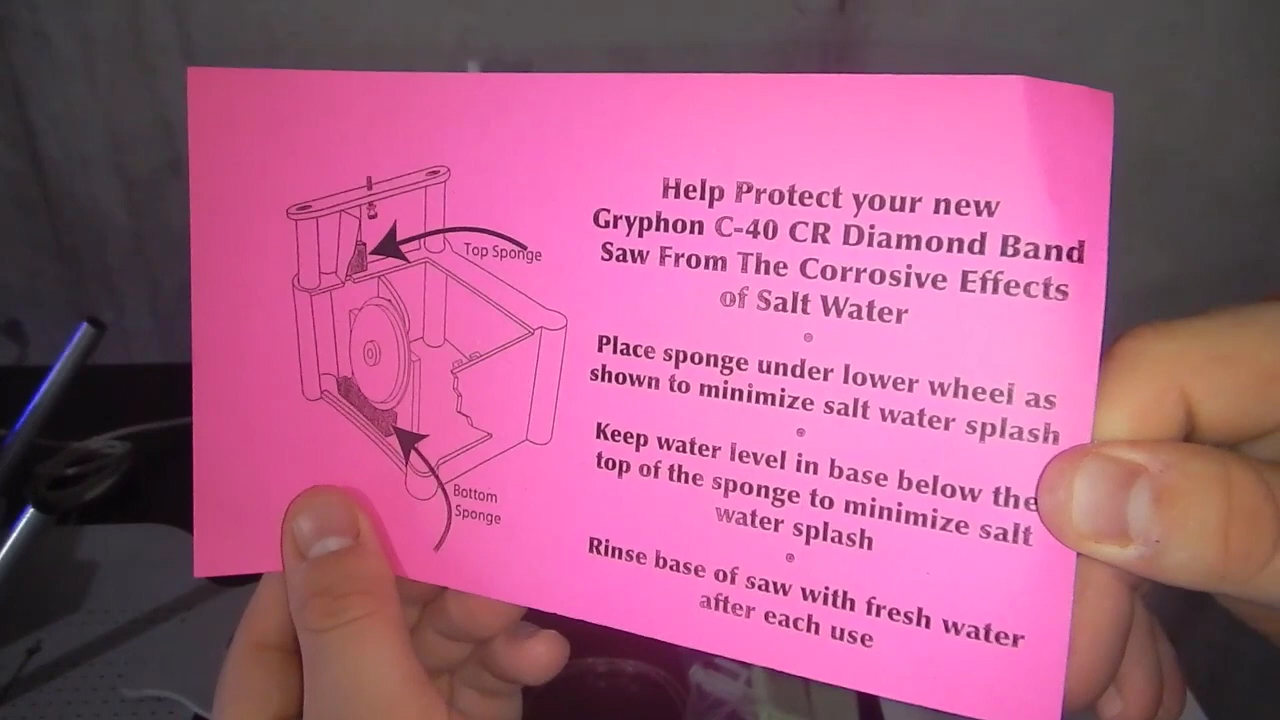 Help Protect your new
Gryphon C-40 CR Diamond Band
Saw From The Corrosive Effects
of Salt Water
Place sponge under lower wheel as
shown to minimize salt water splash
Keep water level in base below the
top of the sponge to minimize salt
water splash
Rinse base of saw with fresh water
after each use
Top Sponge
Bottom
Sponge